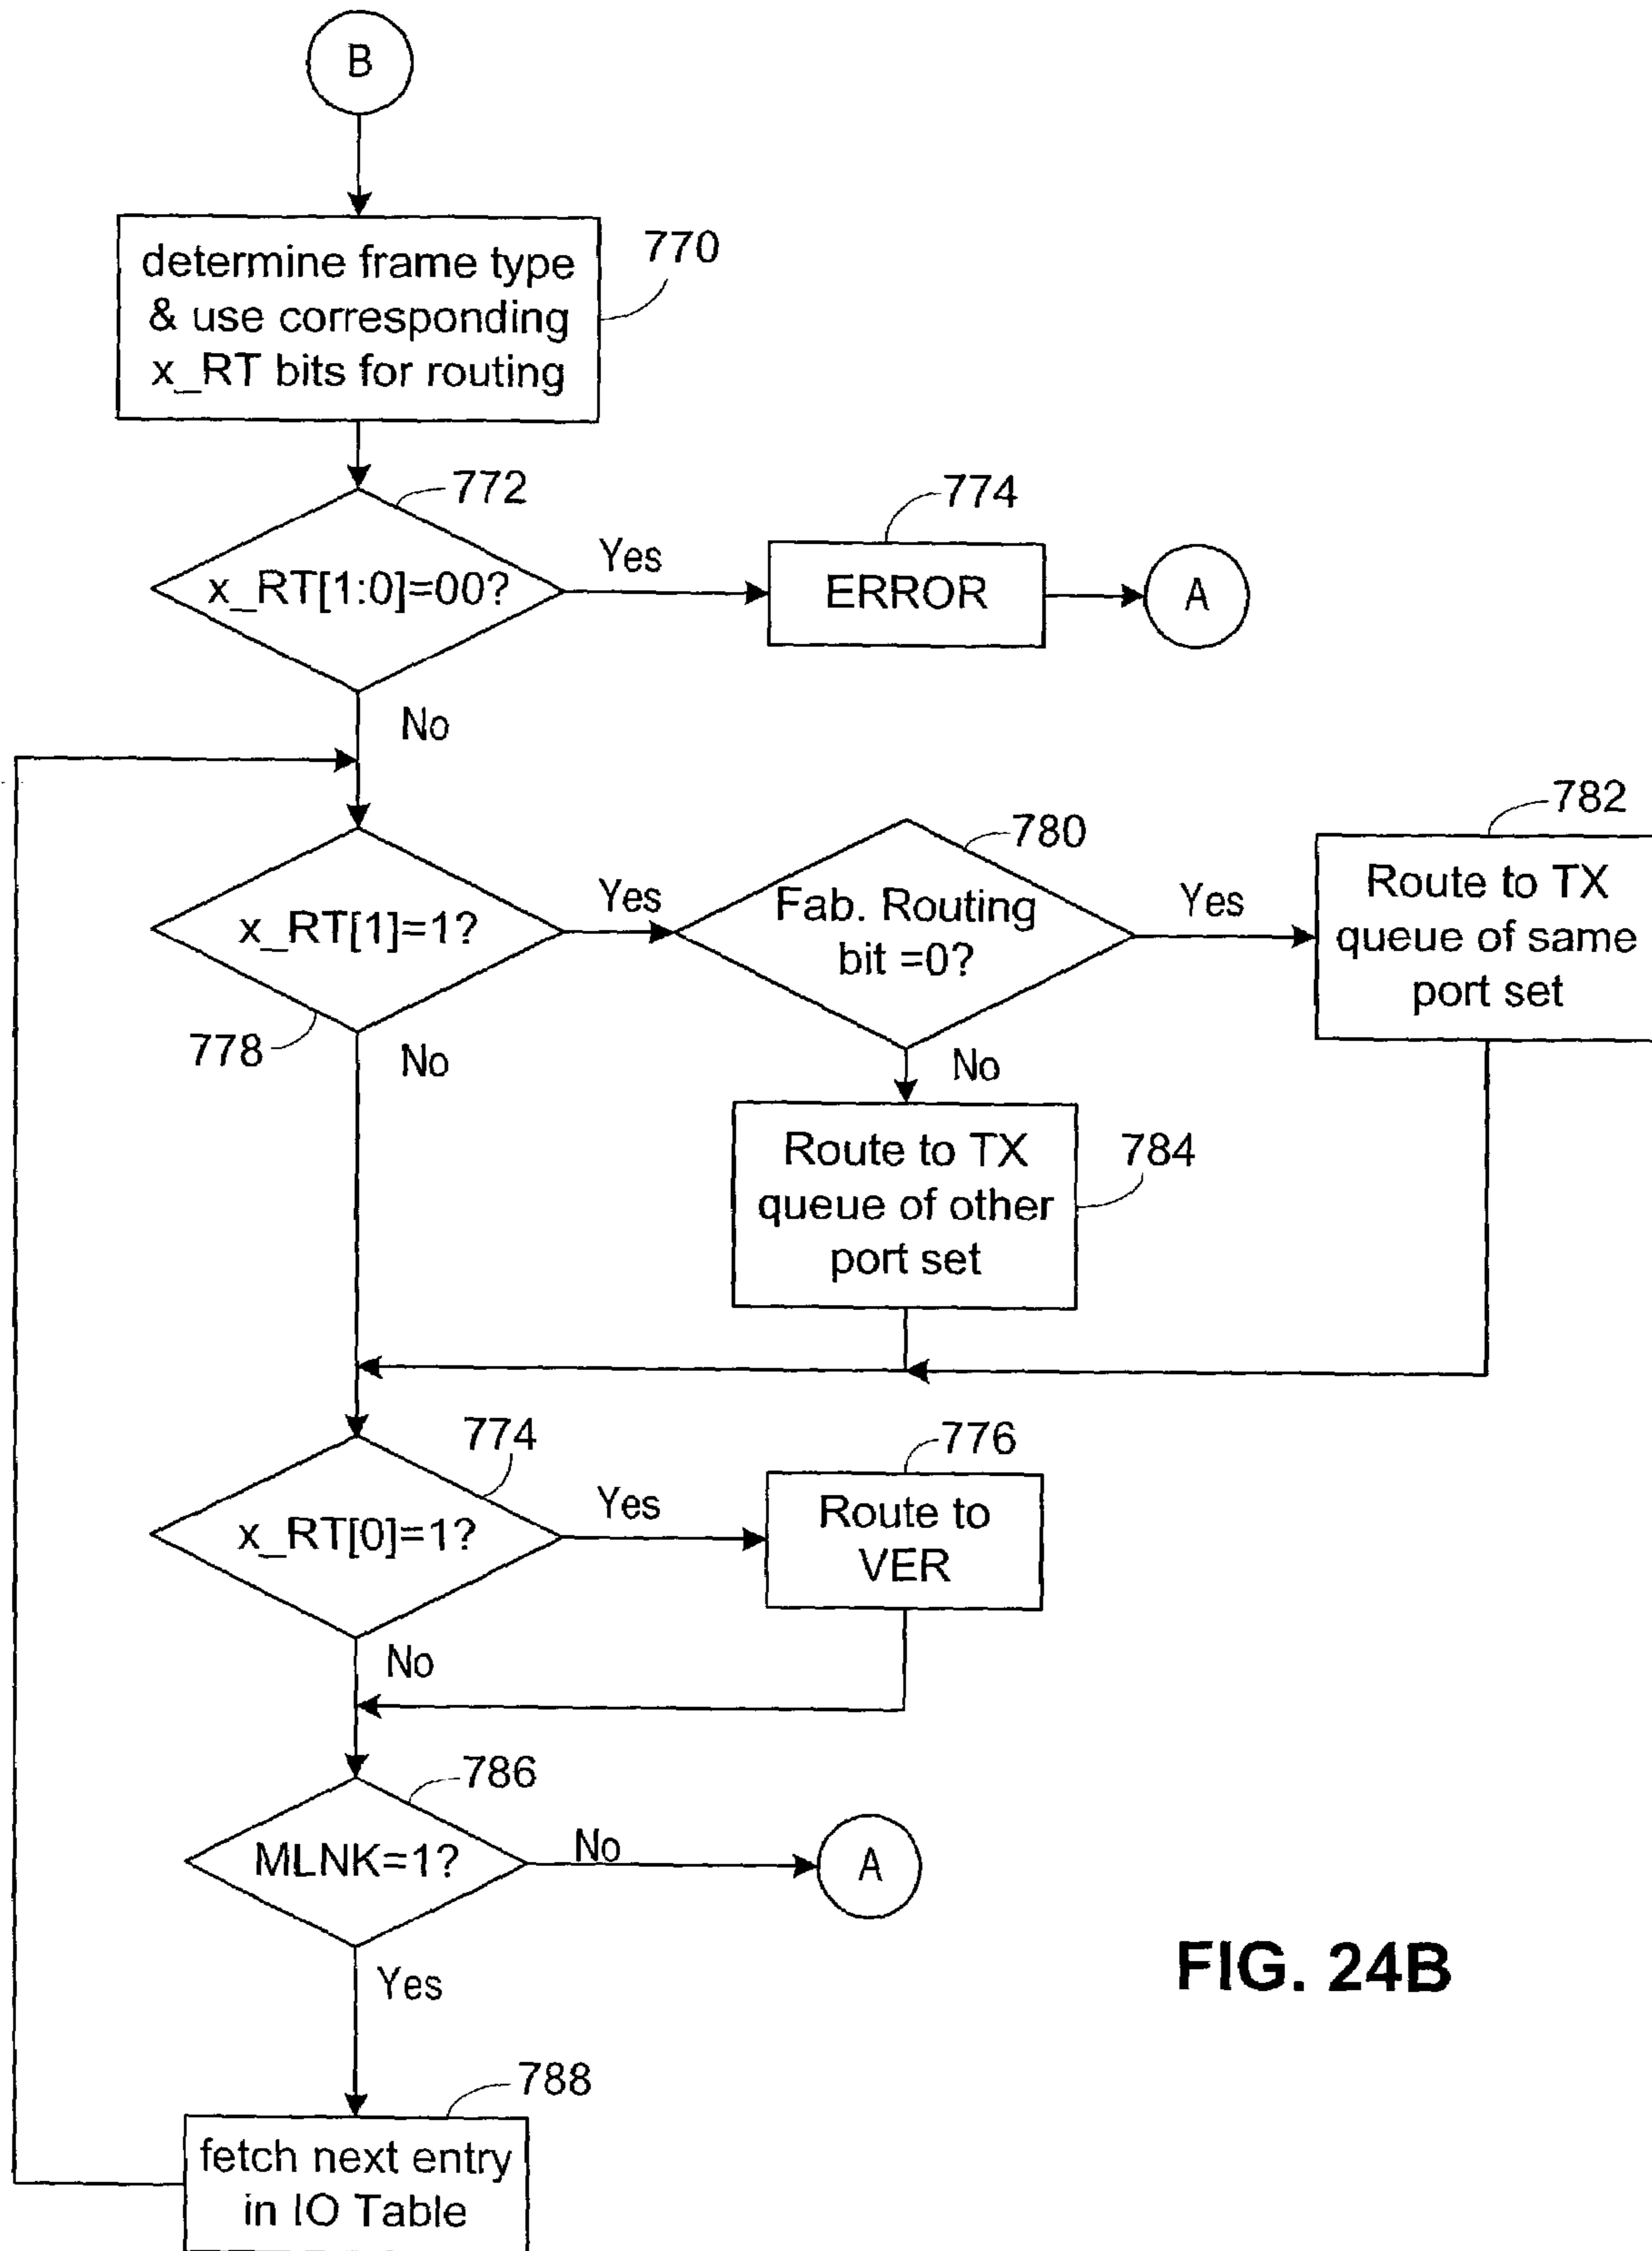 B
determine frame type
& use corresponding
x_RT bits for routing
770
772
x_RT[1:0]=00?
Yes
774
ERROR
A
No
x_RT[1]=1?
778
Yes
780
Fab. Routing
bit =0?
Yes
782
Route to TX
queue of same
port set
No
No
Route to TX
queue of other
port set
784
774
x_RT[0]=1?
Yes
776
Route to
VER
No
786
MLNK=1?
No
A
Yes
788
fetch next entry
in IO Table
FIG. 24B